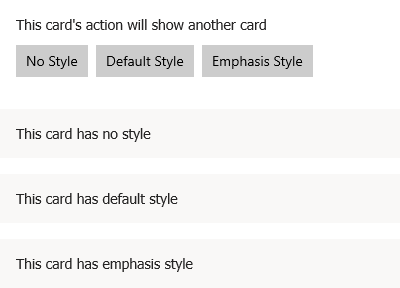 This card's action will show another card
No Style Default Style Emphasis Style
This card has no style
This card has default style
This card has emphasis style